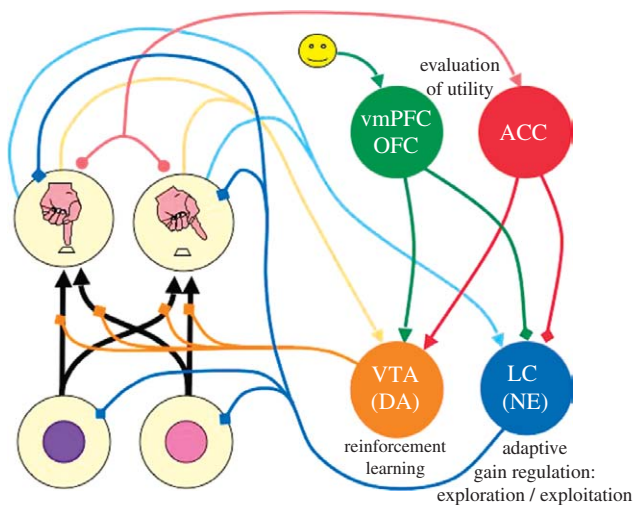 evaluation
of utility
vmPFC
OFC
ACC
VTA
(DA)
LC
(NE)
reinforcement
learning
adaptive
gain regulation:
exploration / exploitation